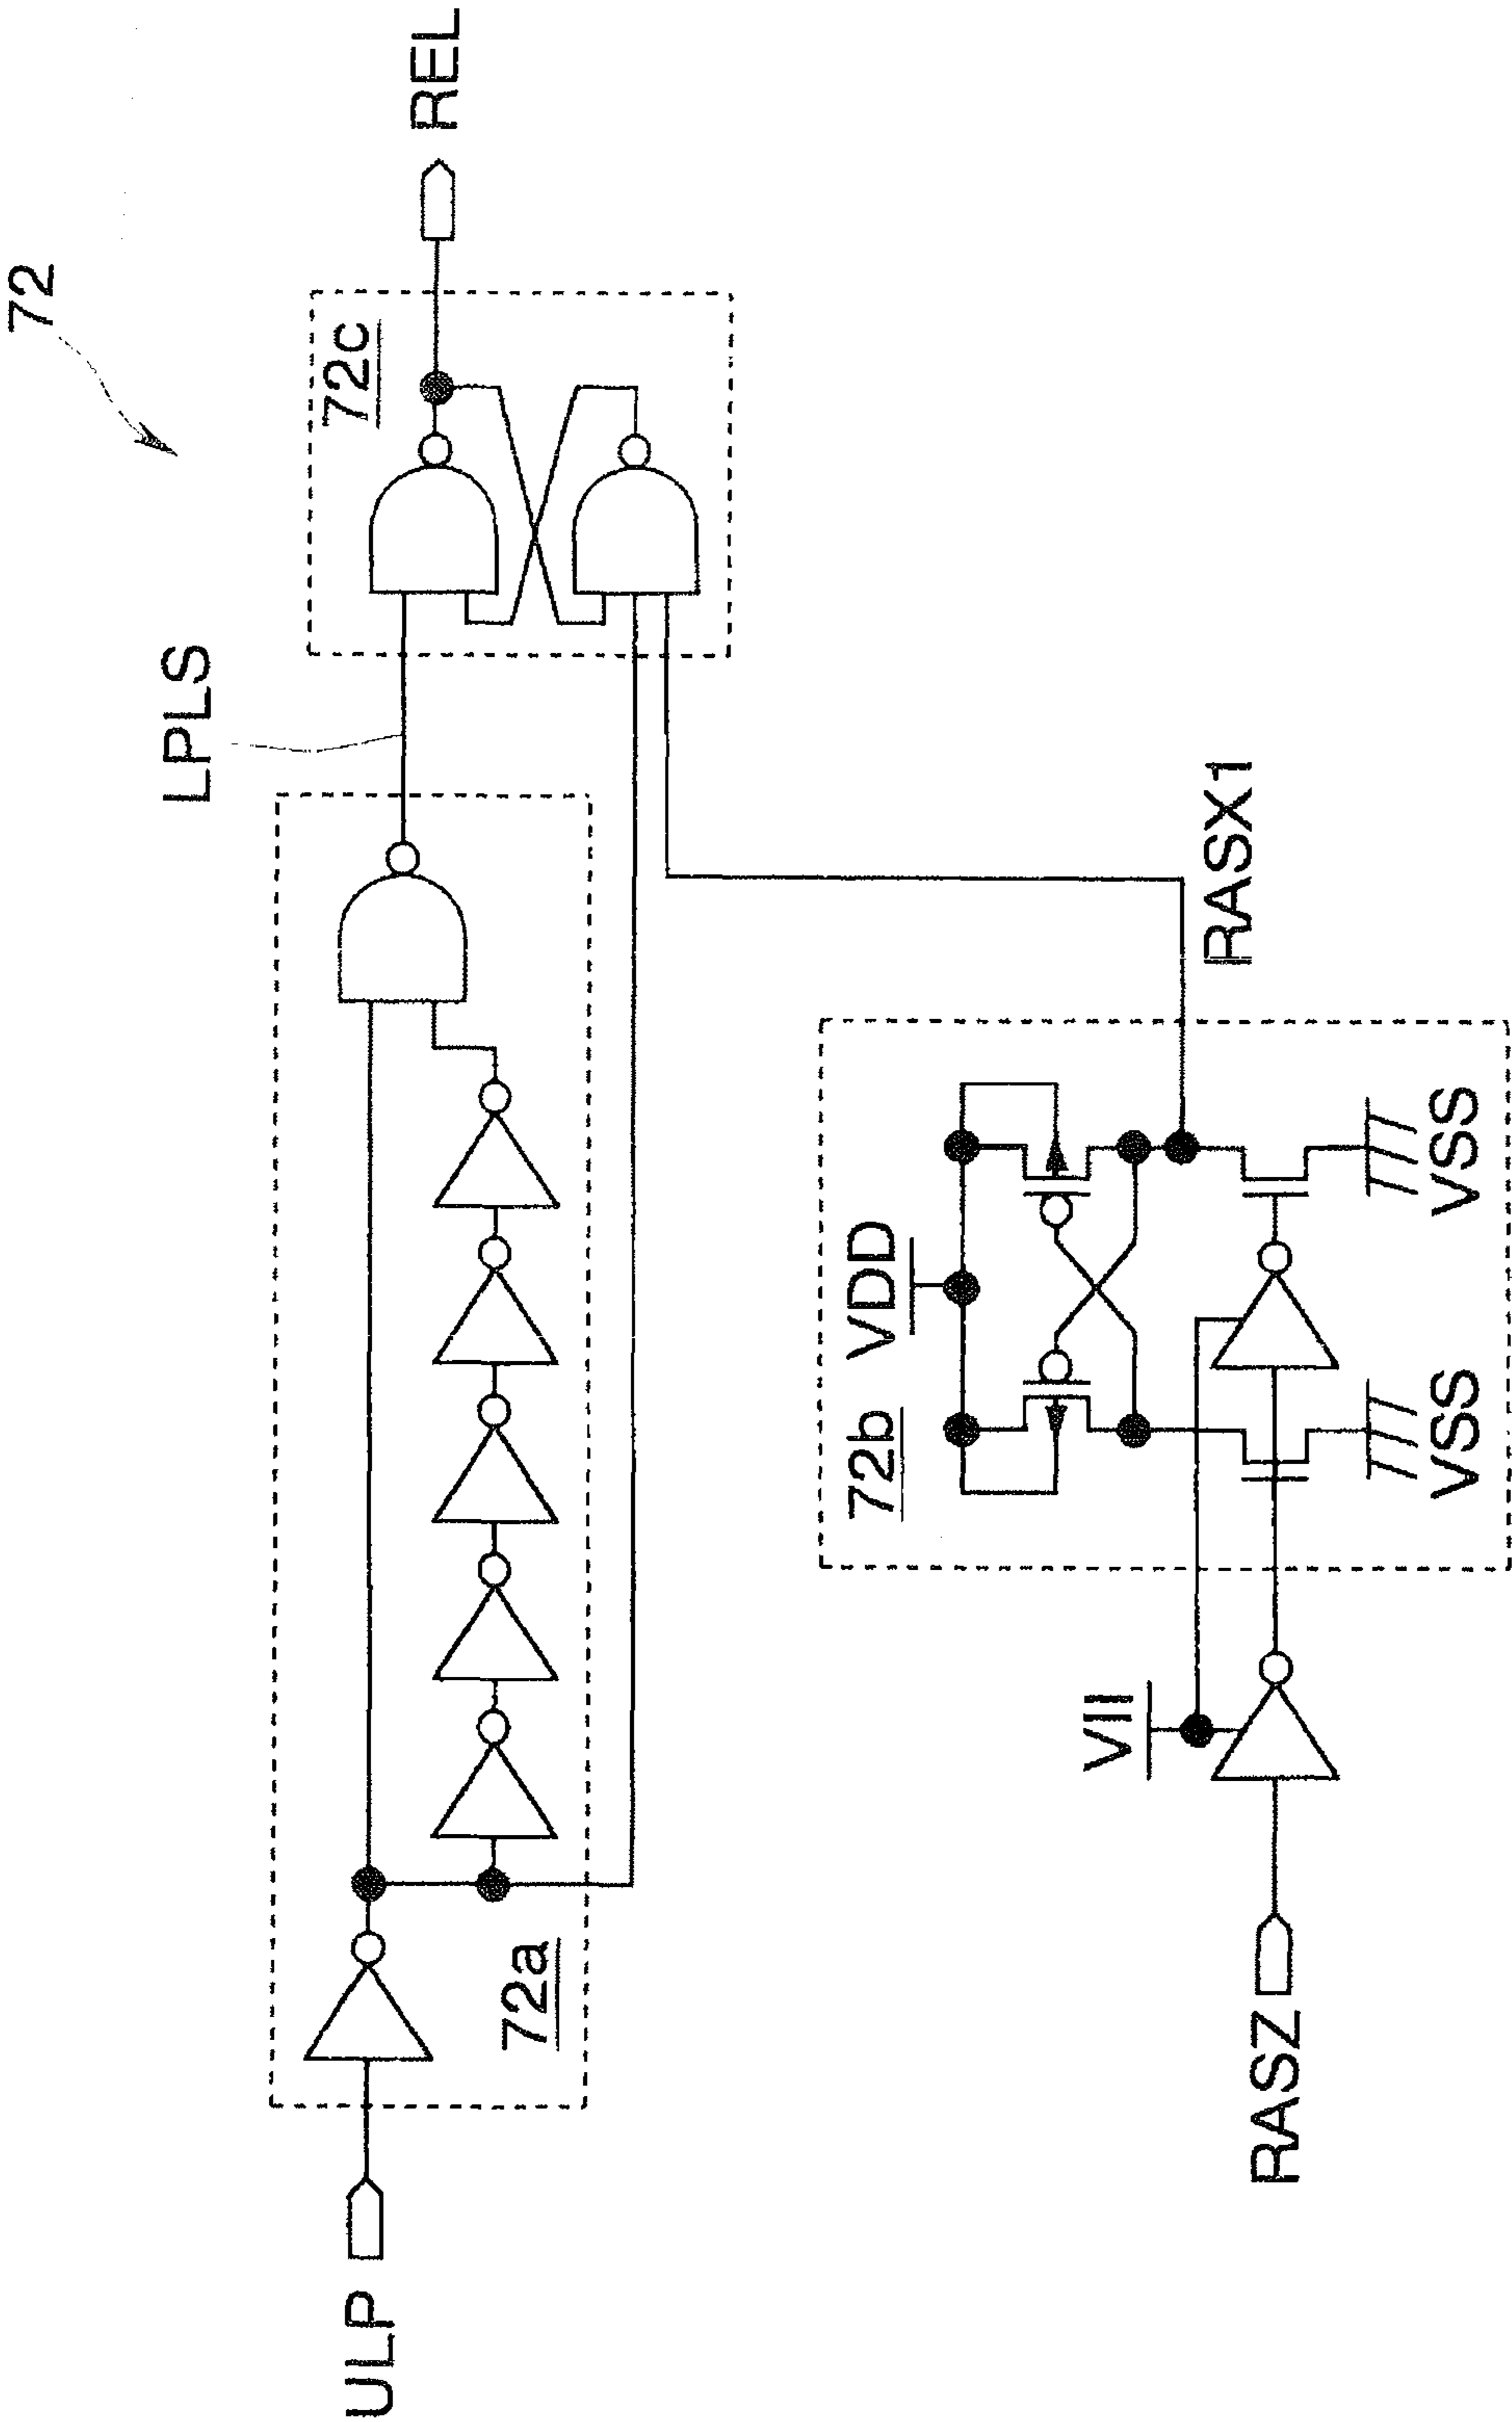 72
ULP
72a
LPLS
72c
REL
RASZ
VII
72b
VDD
VSS
VSS
RASX1